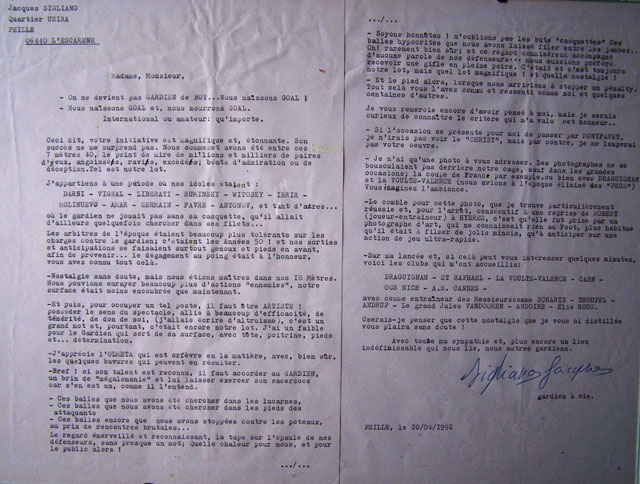 Jacques SIGLIANO
Quartier UHIRA
PEILLE
06440 L'ESCARENE
Madame, Monsieur,
- On ne devient pas GARDIEN de BUT...Nous naissons GOAL !
- Nous naissons GOAL ravi et, nous mourrons GOAL.
International ou amateur: qu'importe.
Ceci dit, votre initiative est magnifique et, étonnante. Son
succès ne me surprend pas. Nous sommes et avons été entre ces
7 mètres 40, le point de mire de millions et milliers de paires
d'yeux, angoissés, ravis, excédés; béats d'admiration ou de
déception. Tel est notre lot.
J'appartiens à une période où nos idoles étaient :
DARNI - VIGNAL - LIBERATI - RUMINSKY - WITOSKY - IBRIR -
- AMAR - GERMAIN - FAVRE - ANTONOV, et tant d'autres...
où le gardien ne jouait pas sans sa casquette, qu'il allait
d'ailleurs quelquefois chercher dans ses filets...
Les arbitres de l'époque étaient beaucoup plus tolérants sur les
charges contre le gardien; c'étaient les années 50 ! et nos sorties
et anticipations se faisaient surtout genoux et pieds en avant,
afin de prévenir... le dégagement au poing était à l'honneur,
vous avez connu tout celà.
-Nostalgie sans doute, mais nous étions maîtres dans nos 18 Mètres.
Nous pouvions enrayer beaucoup plus d'actions "ennemies", notre
surface était moins encombrée que maintenant.
-Et puis, pour occuper un tel poste, il faut être ARTISTE !
posséder le sens du spectacle, allié à beaucoup d'efficacité, de
témérité, de don de soi, (j'allais écrire d'altruisme), c'est un
grand mot et, pourtant, c'était encore notre lot. J'ai un faible
pour le Gardien qui sort de sa surface, avec tête, poitrine, pieds
et... détermination.
-J'apprécie l'OLMETA qui est orfèvre en la matière, avec, bien sûr,
les quelques bavures qui peuvent en résulter.
-Bref ! si son talent est reconnu, il faut accorder au GARDIEN,
un brin de "mégalomanie" et lui laisser exercer son sacerdoce
car s'en est un, comme il l'entend.
- Ces balles que nous avons été chercher dans les lucarnes,
- Ces balles que nous avons été chercher dans les pieds des
attaquants
- Ces balles encore que nous avons stoppées contre les poteaux,
au prix de rencontres brutales...
Le regard émerveillé et reconnaissant, la tape sur l'épaule de nos
défenseurs, sans presque un mot; Quelle chaleur pour nous, et pour
le public alors !
.../...
.../...
- Soyons honnêtes ! n'oublions pas les buts "casquettes" Ces
balles hypocrites que nous avons laissé filer entre les jambes.
Oh! rarement bien sûr; et ce regard commisérateur accompagné
d'aucune parole de nos défenseurs... nous eussions préféré
recevoir une gifle en pleine poire. C'était et c'est toujours
notre lot, mais quel lot magnifique ! et quelle nostalgie !
- Et le pied alors, lorsque nous arrivions à stopper un pénalty.
Tout celà vous l'avez connu et ressenti comme moi et quelques
centaines d'autres.
Je vous remercis encore d'avoir pensé à moi, mais je serais
curieux de connaître le critère qui m'a valu cet honneur..
- Si l'occasion se présente pour moi de passer par MONTFAVET,
je n'irais pas voir le "CHRIST", mais par contre, je ne louperai
pas votre oeuvre.
- Je n'ai qu'une photo à vous adresser. Les photographes ne se
bousculaient pas derrière notre cage, sauf dans les grandes
occasions; la coupe de France par exemple, ou bien avec DRAGUIGNAN
et la VOULTE-VALENCE (nous avions à l'époque éliminé des "PROS")
Vous imaginez l'ambiance.
-Le comble pour cette photo, que je trouve particulièrement
réussie et, pour l'arrêt, consécutif à une reprise de ROBERT
(joueur-entraineur) à HYERES, c'est qu'elle fut prise par un
photographe d'art, qui ne connaissait rien au Foot, plus habitué
qu'il était à filer de jolis minois, qu'à anticiper sur une
action de jeu ultra-rapide.
-Sur ma lancée et, si celà peut vous intéresser quelques minutes,
voici les clubs qui m'ont accueilli:
DRAGUIGNAN - ST RAPHAEL - LA VOULTE-VALENCE - CAEN -
OGS NICE - A.S. CANNES -
avec comme entraîneur des Messieurs comme SCHARTS - TROUPEL -
ANDREF - Le grand Jules VANDOOREN - ANDOIRE - Elie ROUS.
Oserais-je penser que cette nostalgie que je vous ai distillée
vous plaira sans doute !
Avec toute ma sympathie et, plus encore un lien
indéfinissable qui nous lie, nous autres gardiens.
Sigliano Jacques
gardien à vie.
PEILLE, le 10/04/1992